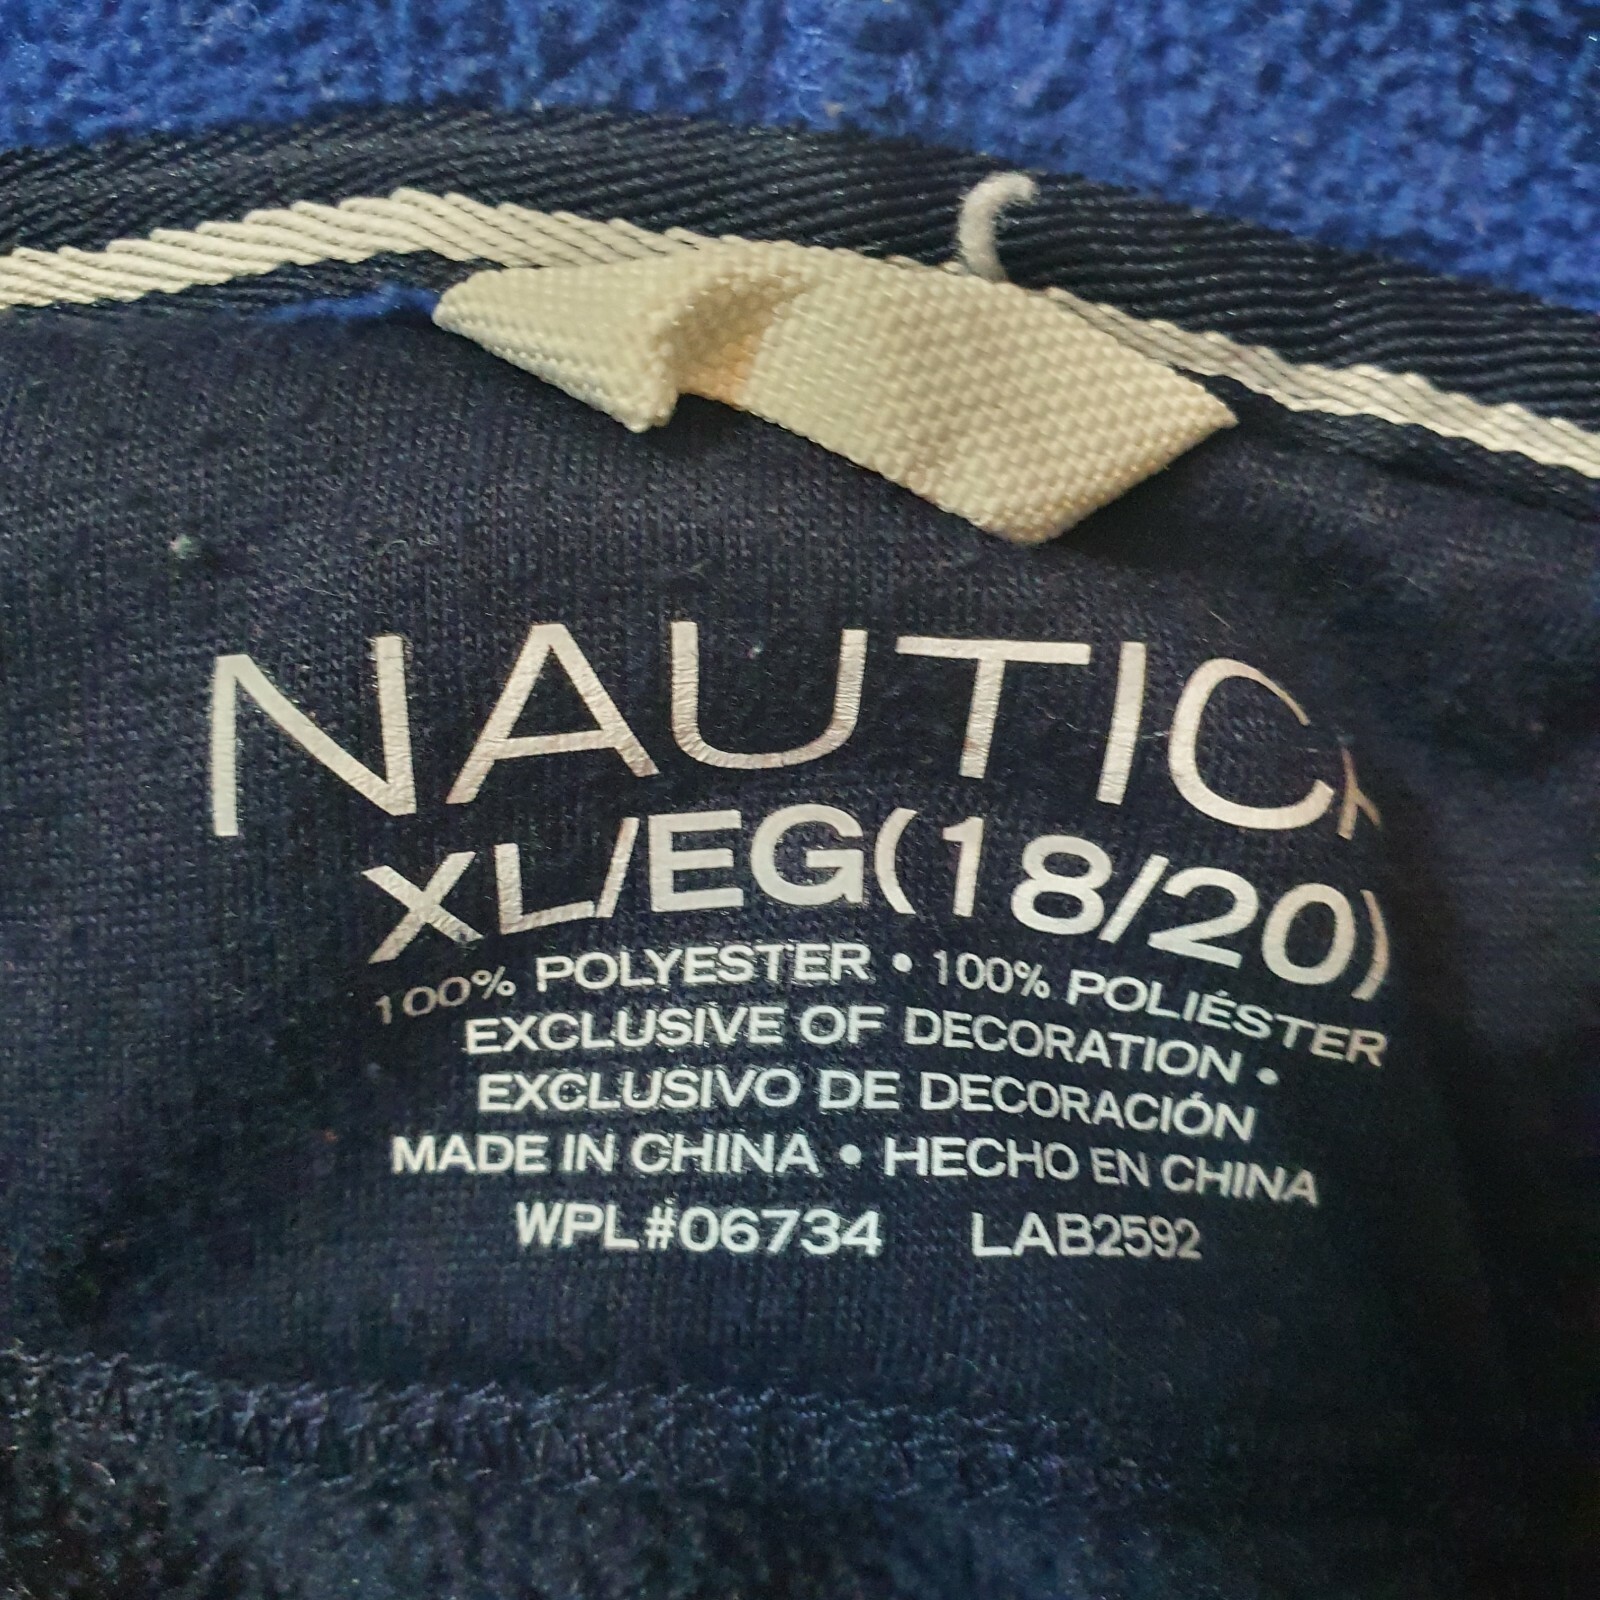 NAUTICA
XL/EG(18/20)
100% POLYESTER • 100% POLIÉSTER
EXCLUSIVE OF DECORATION •
EXCLUSIVO DE DECORACIÓN
MADE IN CHINA • HECHO EN CHINA
WPL#06734 LAB2592